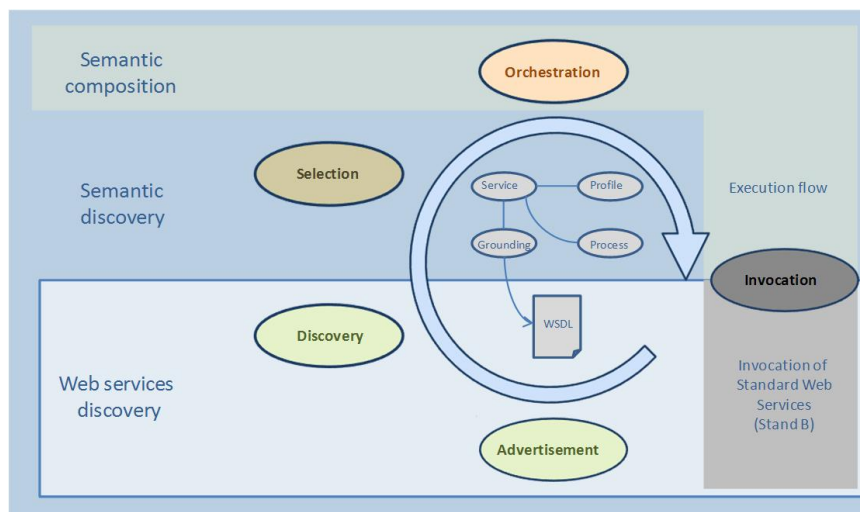 Semantic
composition
Orchestration
Selection
Semantic
discovery
Service
Profile
Grounding
Process
Execution flow
Invocation
Discovery
WSDL
Web services
discovery
Advertisement
Invocation of
Standard Web
Services
(Stand B)